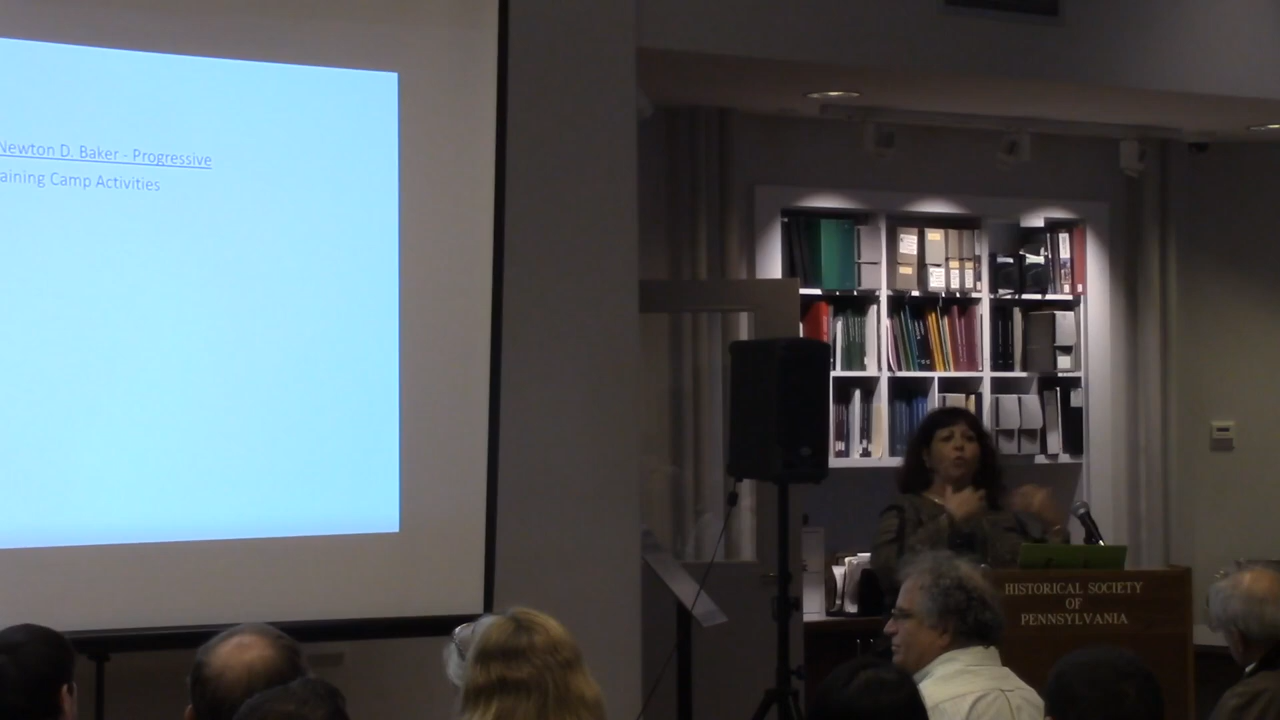 Newton D. Baker - Progressive
aining Camp Activities
HISTORICAL SOCIETY
OF
PENNSYLVANIA